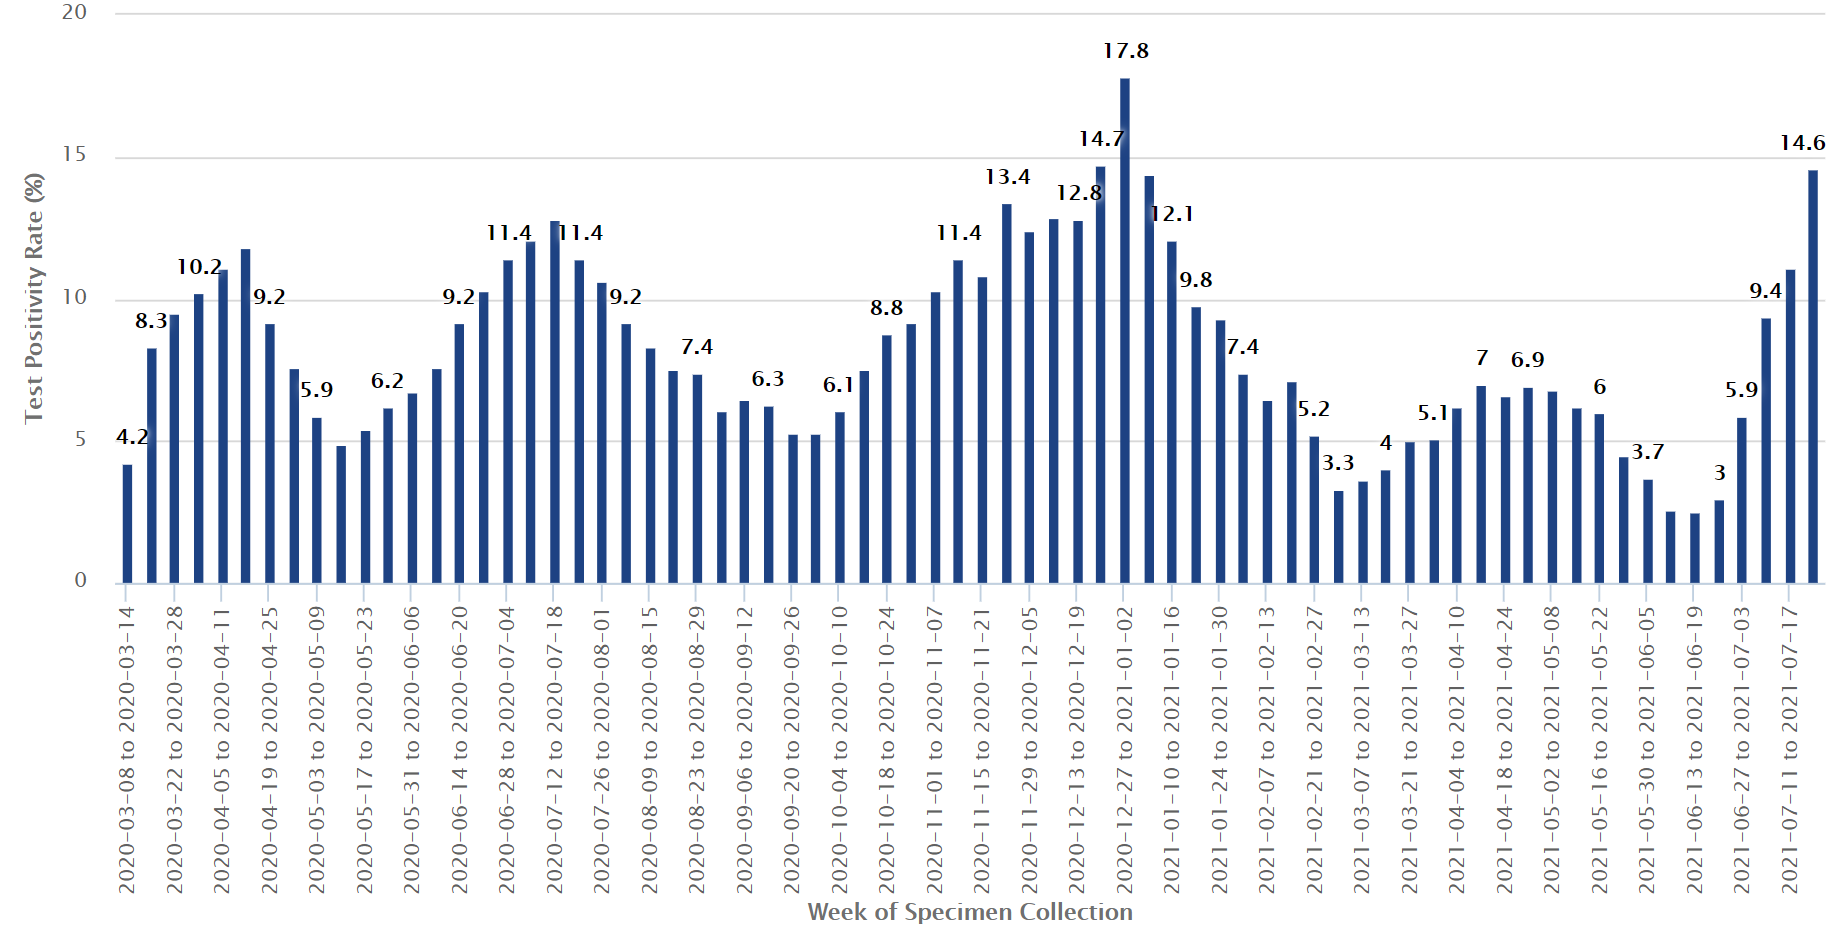 20
15
10
5
0
Test Positivity Rate (%)
4.2
8.3
10.2
9.2
5.9
6.2
9.2
11.4
11.4
9.2
7.4
6.3
6.1
8.8
11.4
13.4
12.8
14.7
17.8
12.1
9.8
7.4
5.2
3.3
4
5.1
7
6.9
6
3.7
3
5.9
9.4
14.6
2020-03-08 to 2020-03-14
2020-03-22 to 2020-03-28
2020-04-05 to 2020-04-11
2020-04-19 to 2020-04-25
2020-05-03 to 2020-05-09
2020-05-17 to 2020-05-23
2020-05-31 to 2020-06-06
2020-06-14 to 2020-06-20
2020-06-28 to 2020-07-04
2020-07-12 to 2020-07-18
2020-07-26 to 2020-08-01
2020-08-09 to 2020-08-15
2020-08-23 to 2020-08-29
2020-09-06 to 2020-09-12
2020-09-20 to 2020-09-26
2020-10-04 to 2020-10-10
2020-10-18 to 2020-10-24
2020-11-01 to 2020-11-07
2020-11-15 to 2020-11-21
2020-11-29 to 2020-12-05
2020-12-13 to 2020-12-19
2020-12-27 to 2021-01-02
2021-01-10 to 2021-01-16
2021-01-24 to 2021-01-30
2021-02-07 to 2021-02-13
2021-02-21 to 2021-02-27
2021-03-07 to 2021-03-13
2021-03-21 to 2021-03-27
2021-04-04 to 2021-04-10
2021-04-18 to 2021-04-24
2021-05-02 to 2021-05-08
2021-05-16 to 2021-05-22
2021-05-30 to 2021-06-05
2021-06-13 to 2021-06-19
2021-06-27 to 2021-07-03
2021-07-11 to 2021-07-17
Week of Specimen Collection